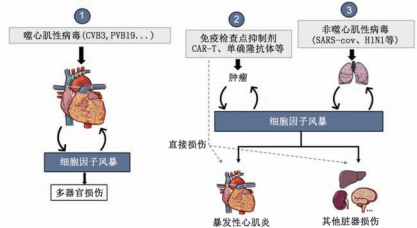 1
噬心肌性病毒(CVB3,PVB19...)
细胞因子风暴
多器官损伤
2
免疫检查点抑制剂
CAR-T、单确隆抗体等
肿瘤
3
非噬心肌性病毒
(SARS-cov、H1N1等)
细胞因子风暴
直接损伤
暴发性心肌炎
其他脏器损伤
...